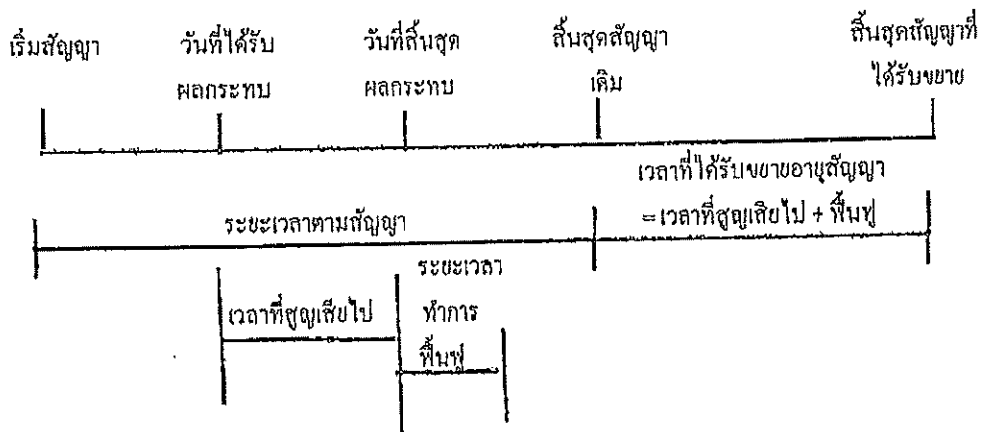 เริ่มสัญญา
วันที่ได้รับ
ผลกระทบ
วันที่สิ้นสุด
ผลกระทบ
สิ้นสุดสัญญา
เดิม
สิ้นสุดสัญญาที่
ได้รับขยาย
เวลาที่ได้รับขยายอายุสัญญา
=เวลาที่สูญเสียไป + ฟื้นฟู
ระยะเวลาตามสัญญา
เวลาที่สูญเสียไป
ระยะเวลา
ทำการ
ฟื้นฟู